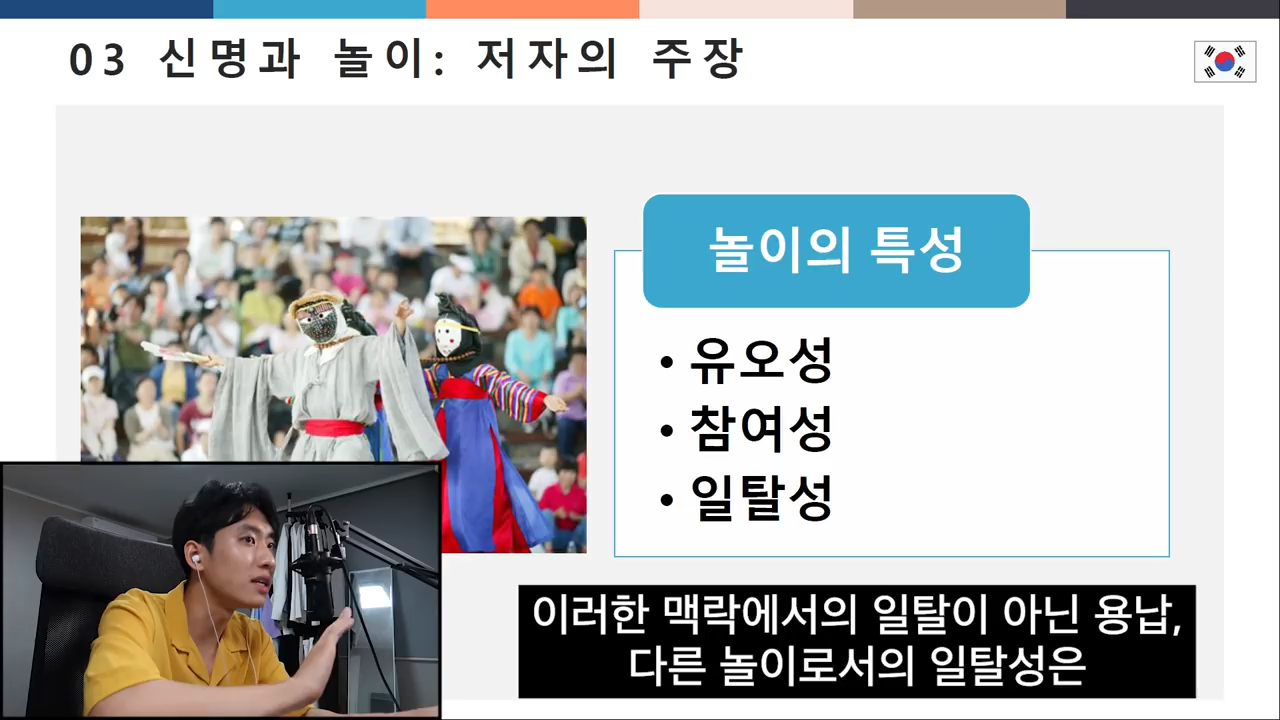 03 신명과 놀이: 저자의 주장
놀이의 특성
• 유오성
• 참여성
• 일탈성
이러한 맥락에서의 일탈이 아닌 용납,
다른 놀이로서의 일탈성은